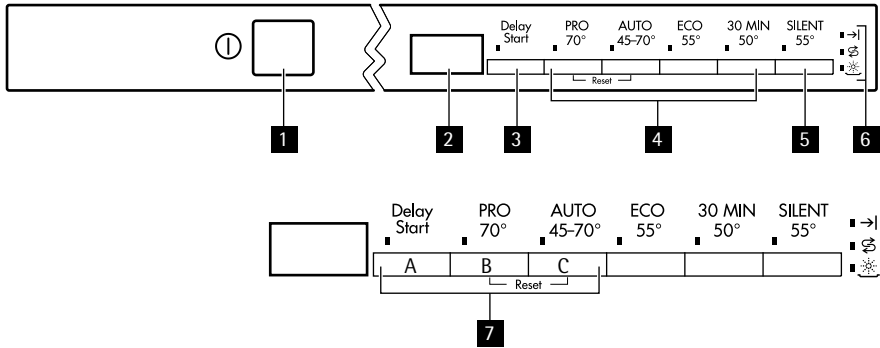 Delay Start PRO 70° AUTO 45–70° ECO 55° 30 MIN 50° SILENT 55°
Reset
1 2 3 4 5 6
Delay Start PRO 70° AUTO 45–70° ECO 55° 30 MIN 50° SILENT 55°
A B C
Reset
7